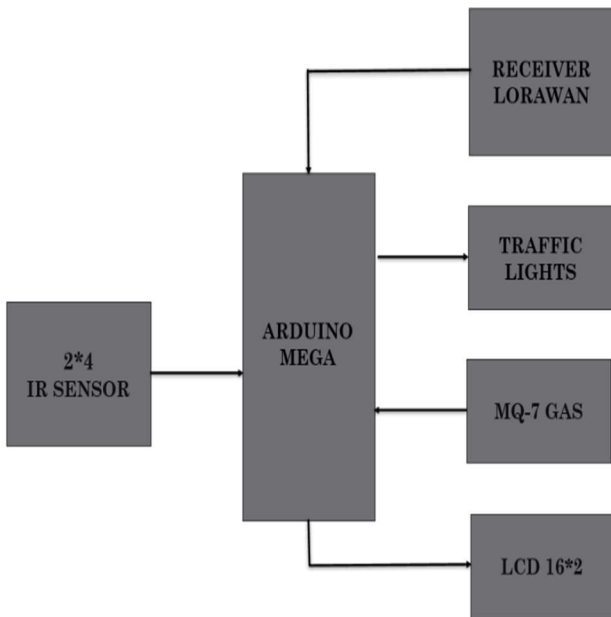 RECEIVER
LORAWAN
TRAFFIC
LIGHTS
ARDUINO
MEGA
2*4
IR SENSOR
MQ-7 GAS
LCD 16*2